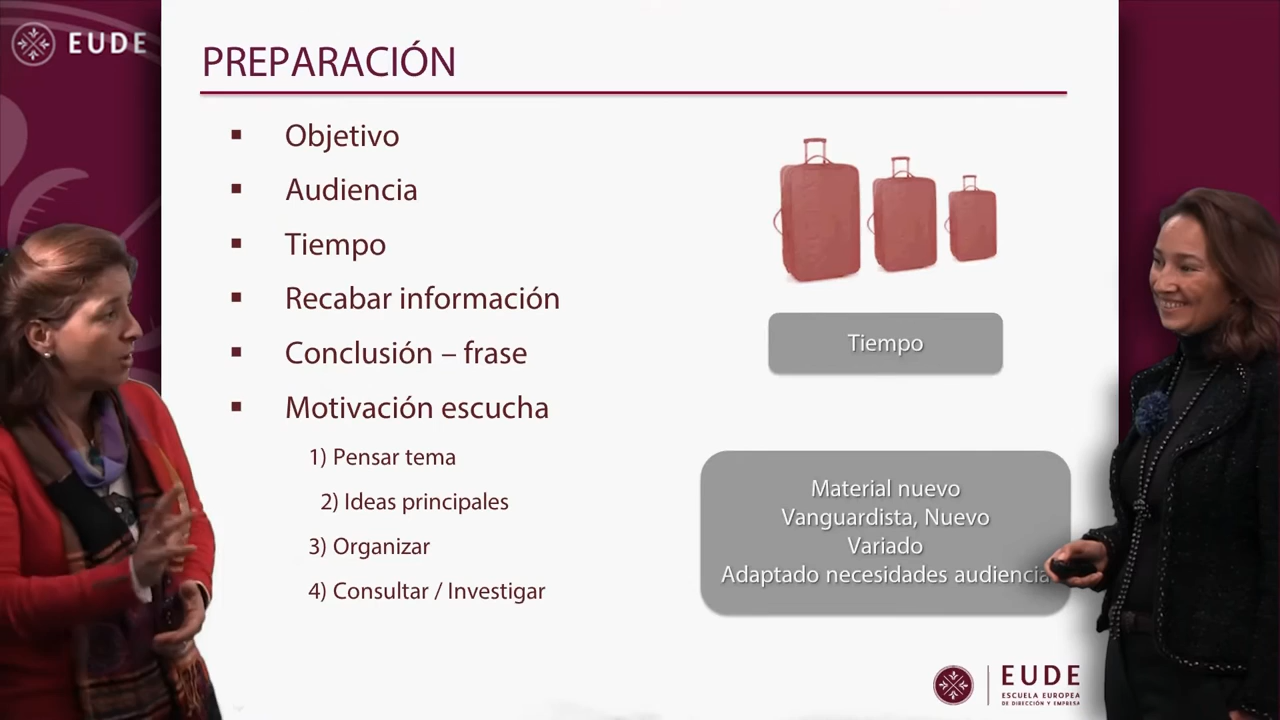 EUDE
PREPARACIÓN
▪ Objetivo
▪ Audiencia
▪ Tiempo
▪ Recabar información
▪ Conclusión – frase
▪ Motivación escucha
1) Pensar tema
2) Ideas principales
3) Organizar
4) Consultar / Investigar
Tiempo
Material nuevo
Vanguardista, Nuevo
Variado
Adaptado necesidades audiencia
EUDE
ESCUELA EUROPEA
DE DIRECCIÓN Y EMPRESA